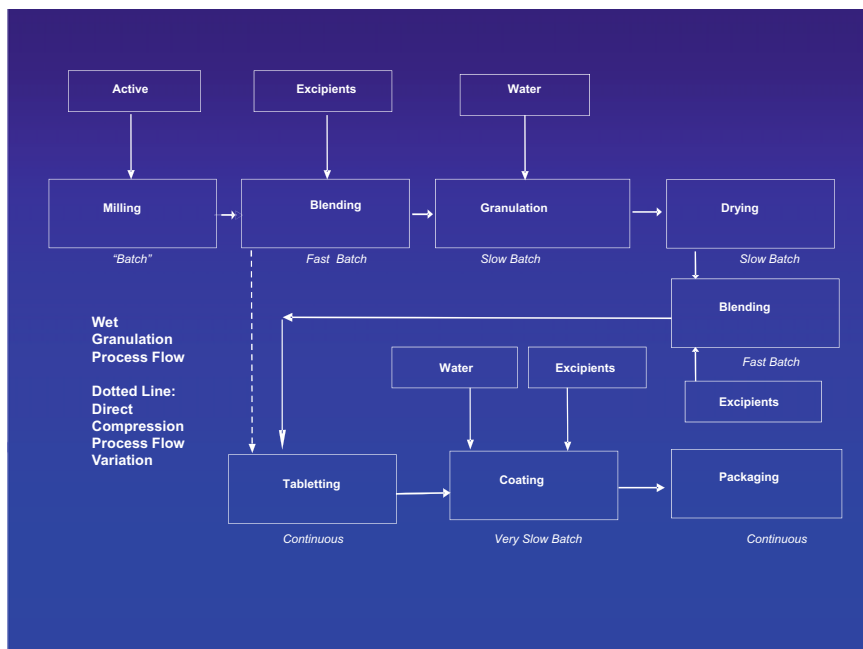 Active
Excipients
Water
Milling
Blending
Granulation
Drying
“Batch”
Fast Batch
Slow Batch
Slow Batch
Blending
Fast Batch
Excipients
Wet
Granulation
Process Flow
Dotted Line:
Direct
Compression
Process Flow
Variation
Water
Excipients
Tabletting
Coating
Packaging
Continuous
Very Slow Batch
Continuous